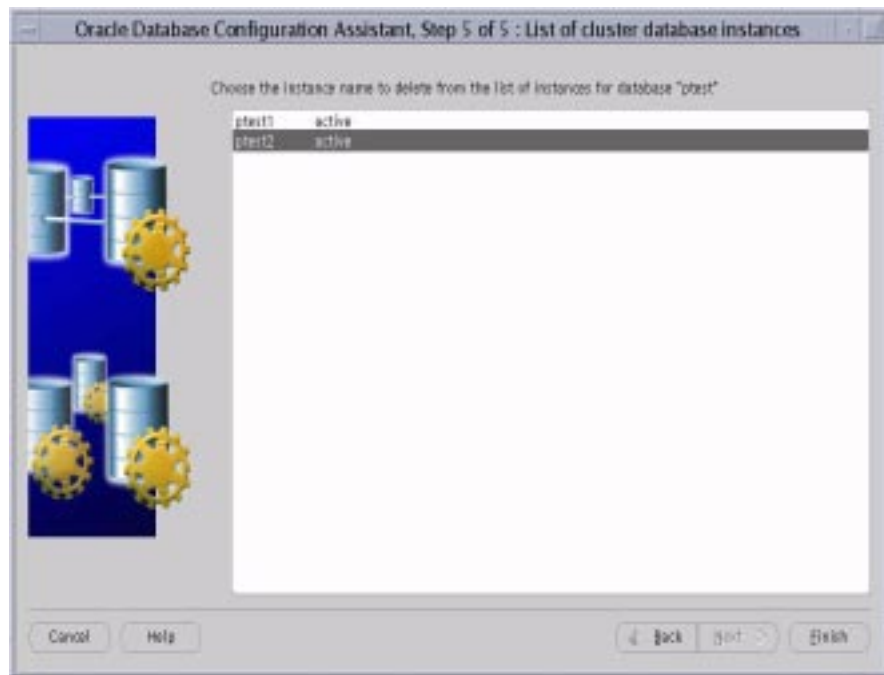 Oracle Database Configuration Assistant, Step 5 of 5 : List of cluster database instances
Choose the instance name to delete from the list of instances for database "ptest"
ptest1 active
ptest2 active
Cancel Help Back Next Finish